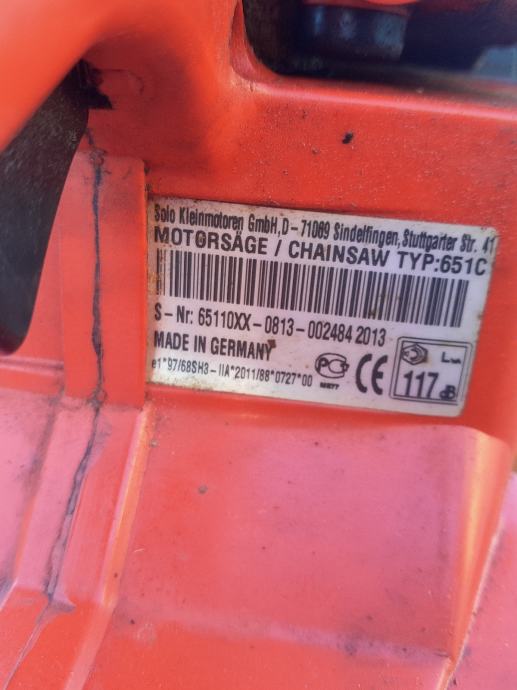 Solo Kleinmotoren GmbH, D - 71069 Sindelfingen, Stuttgarter Str. 41
MOTORSÄGE / CHAINSAW TYP:651C
S-Nr: 65110XX-0813-002484 2013
MADE IN GERMANY
e1*97/68SH3-IIA*2011/88*0727*00
CE
LWA
117 dB